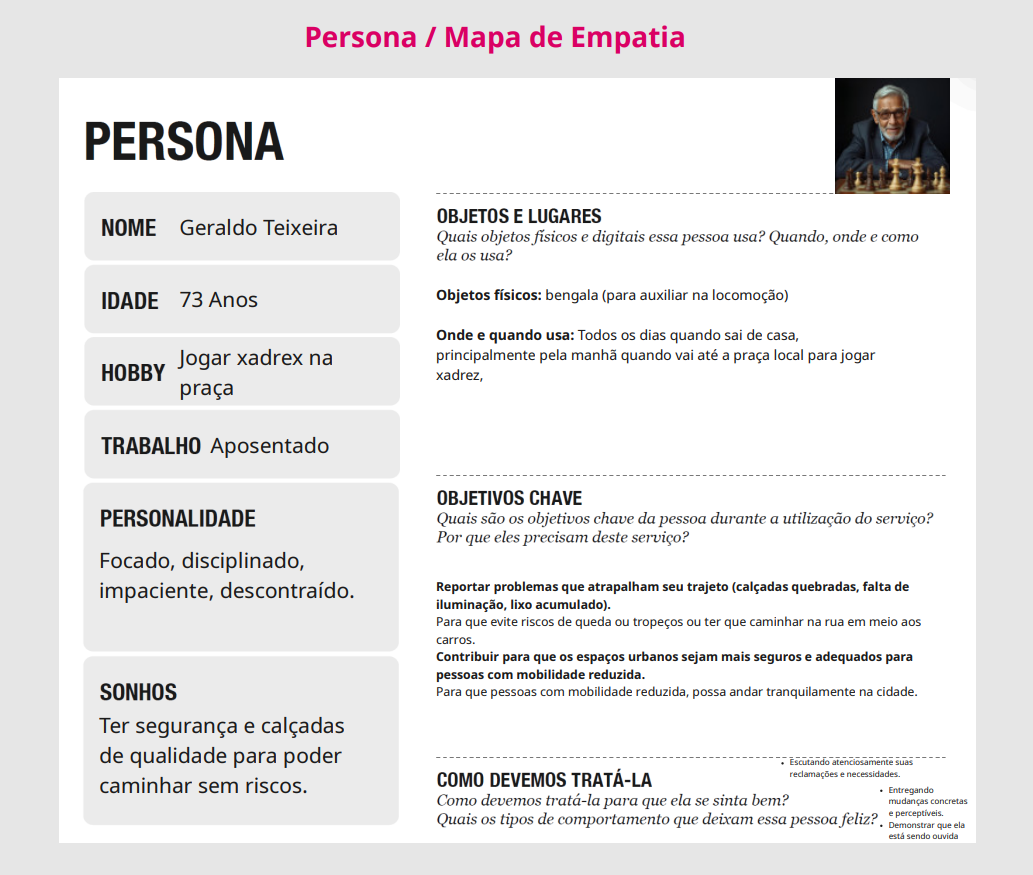 Persona / Mapa de Empatia
PERSONA
NOME Geraldo Teixeira
IDADE 73 Anos
HOBBY Jogar xadrex na
praça
TRABALHO Aposentado
PERSONALIDADE
Focado, disciplinado,
impaciente, descontraído.
SONHOS
Ter segurança e calçadas
de qualidade para poder
caminhar sem riscos.
OBJETOS E LUGARES
Quais objetos físicos e digitais essa pessoa usa? Quando, onde e como
ela os usa?
Objetos físicos: bengala (para auxiliar na locomoção)
Onde e quando usa: Todos os dias quando sai de casa,
principalmente pela manhã quando vai até a praça local para jogar
xadrez,
OBJETIVOS CHAVE
Quais são os objetivos chave da pessoa durante a utilização do serviço?
Por que eles precisam deste serviço?
Reportar problemas que atrapalham seu trajeto (calçadas quebradas, falta de
iluminação, lixo acumulado).
Para que evite riscos de queda ou tropeços ou ter que caminhar na rua em meio aos
carros.
Contribuir para que os espaços urbanos sejam mais seguros e adequados para
pessoas com mobilidade reduzida.
Para que pessoas com mobilidade reduzida, possa andar tranquilamente na cidade.
COMO DEVEMOS TRATÁ-LA
Como devemos tratá-la para que ela se sinta bem?
Quais os tipos de comportamento que deixam essa pessoa feliz?
• Escutando atenciosamente suas
reclamações e necessidades.
• Entregando
mudanças concretas
e perceptíveis.
• Demonstrar que ela
está sendo ouvida